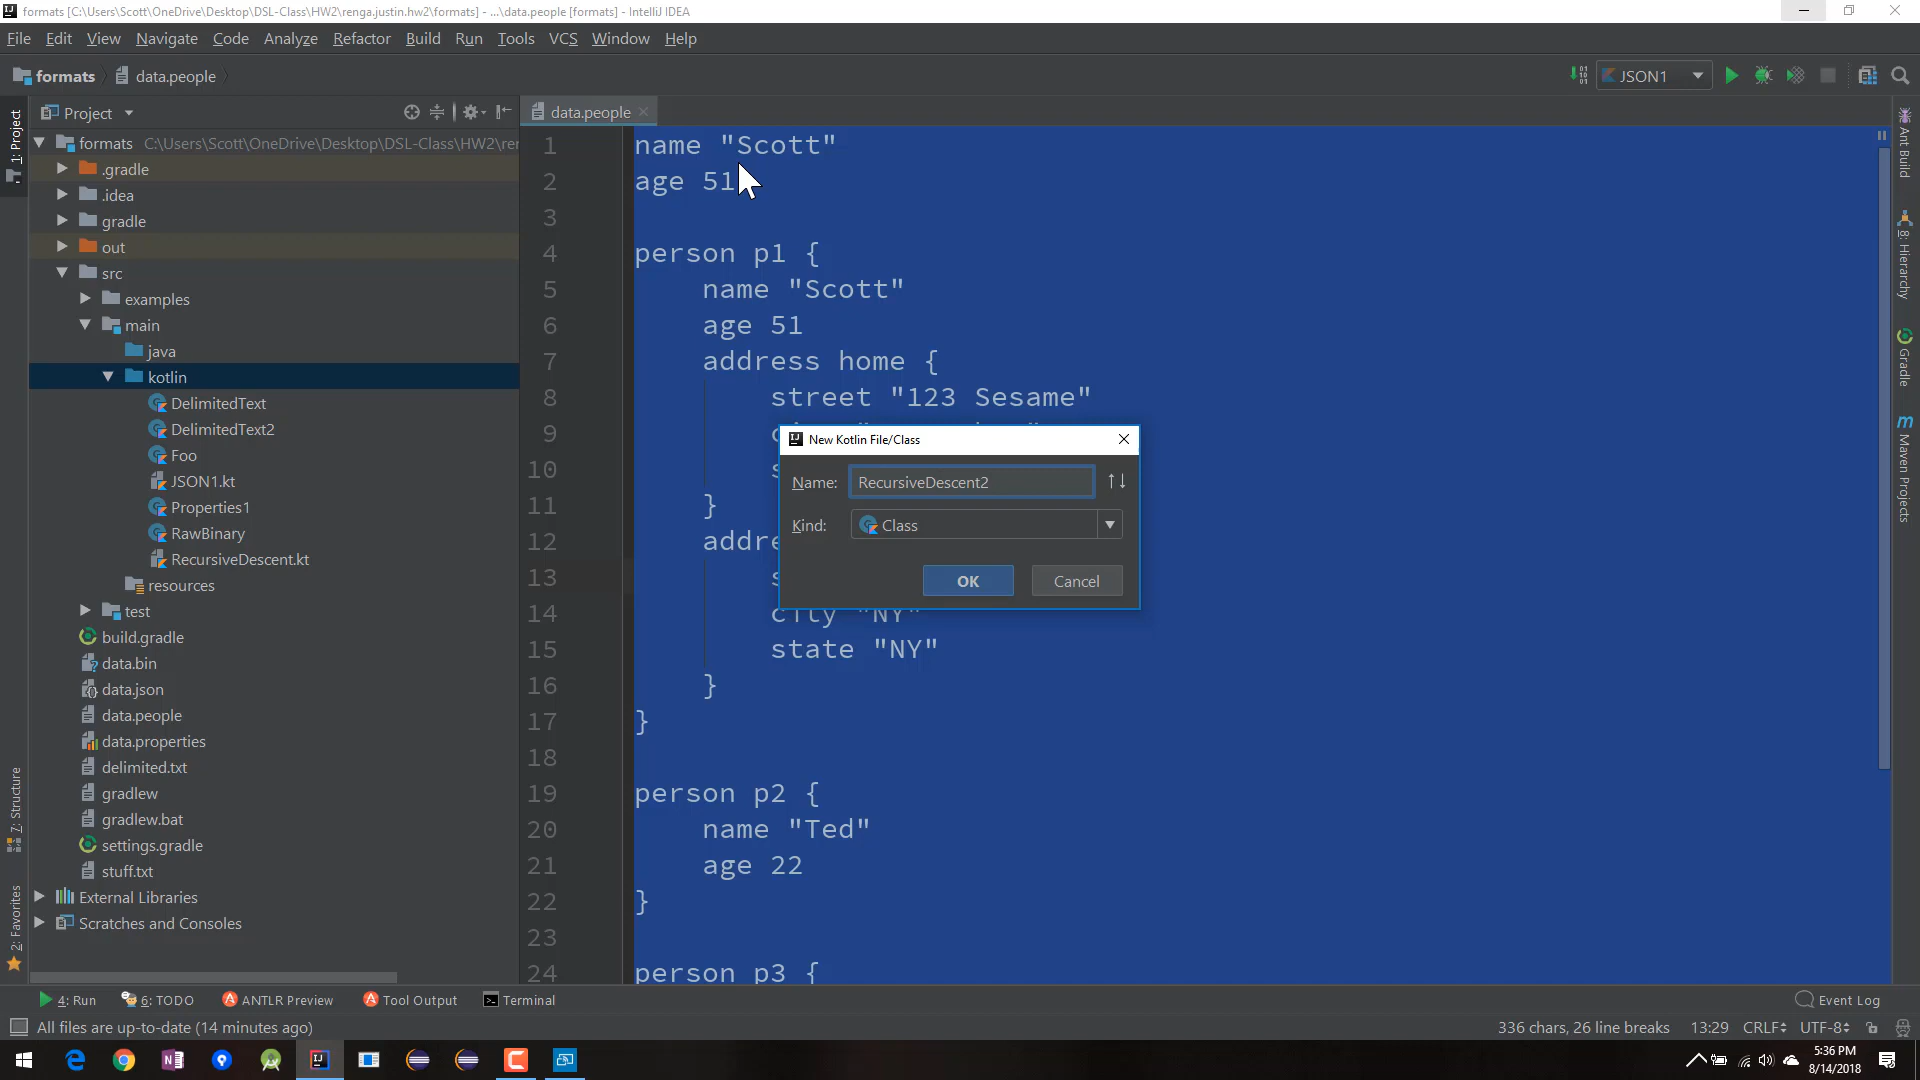 formats [C:\Users\Scott\OneDrive\Desktop\DSL-Class\HW2\renga.justin.hw2\formats] - ...\data.people [formats] - IntelliJ IDEA
File Edit View Navigate Code Analyze Refactor Build Run Tools VCS Window Help
formats data.people JSON1
Project data.people
1: Project
formats C:\Users\Scott\OneDrive\Desktop\DSL-Class\HW2\ren
.gradle
.idea
gradle
out
src
examples
main
java
kotlin
DelimitedText
DelimitedText2
Foo
JSON1.kt
Properties1
RawBinary
RecursiveDescent.kt
resources
test
build.gradle
data.bin
data.json
data.people
data.properties
delimited.txt
gradlew
gradlew.bat
settings.gradle
stuff.txt
External Libraries
Scratches and Consoles
7: Structure
2: Favorites
1 name "Scott"
2 age 51
3
4 person p1 {
5 name "Scott"
6 age 51
7 address home {
8 street "123 Sesame"
9
10
11 }
12 addre
13
14 city "NY"
15 state "NY"
16 }
17 }
18
19 person p2 {
20 name "Ted"
21 age 22
22 }
23
24 person p3 {
New Kotlin File/Class
Name: RecursiveDescent2
Kind: Class
OK Cancel
Ant Build
8: Hierarchy
Gradle
Maven Projects
4: Run 6: TODO ANTLR Preview Tool Output Terminal Event Log
All files are up-to-date (14 minutes ago) 336 chars, 26 line breaks 13:29 CRLF UTF-8
5:36 PM
8/14/2018